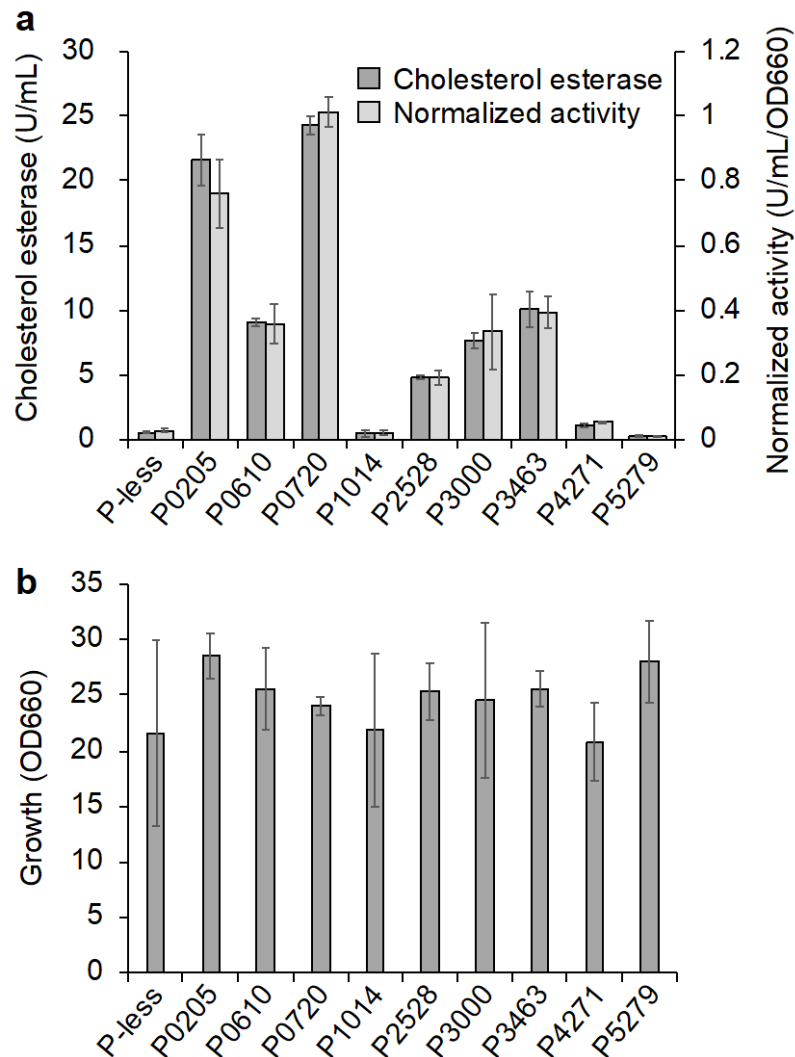 a
Cholesterol esterase (U/mL)
30
25
20
15
10
5
0
Cholesterol esterase
Normalized activity
1.2
1
0.8
0.6
0.4
0.2
0
Normalized activity (U/mL/OD660)
P-less
P0205
P0610
P0720
P1014
P2528
P3000
P3463
P4271
P5279
b
Growth (OD660)
35
30
25
20
15
10
5
0
P-less
P0205
P0610
P0720
P1014
P2528
P3000
P3463
P4271
P5279